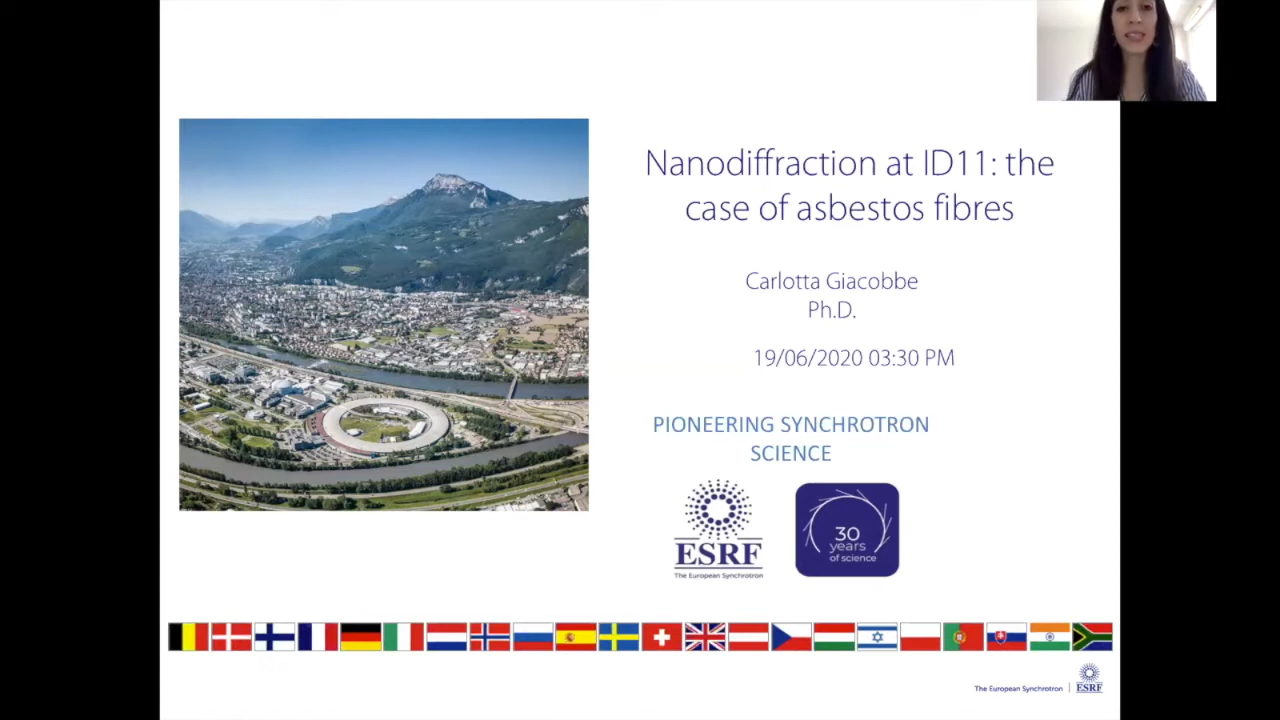 Nanodiffraction at ID11: the
case of asbestos fibres
Carlotta Giacobbe
Ph.D.
19/06/2020 03:30 PM
PIONEERING SYNCHROTRON
SCIENCE
ESRF
The European Synchrotron
30
years
of science
The European Synchrotron
ESRF